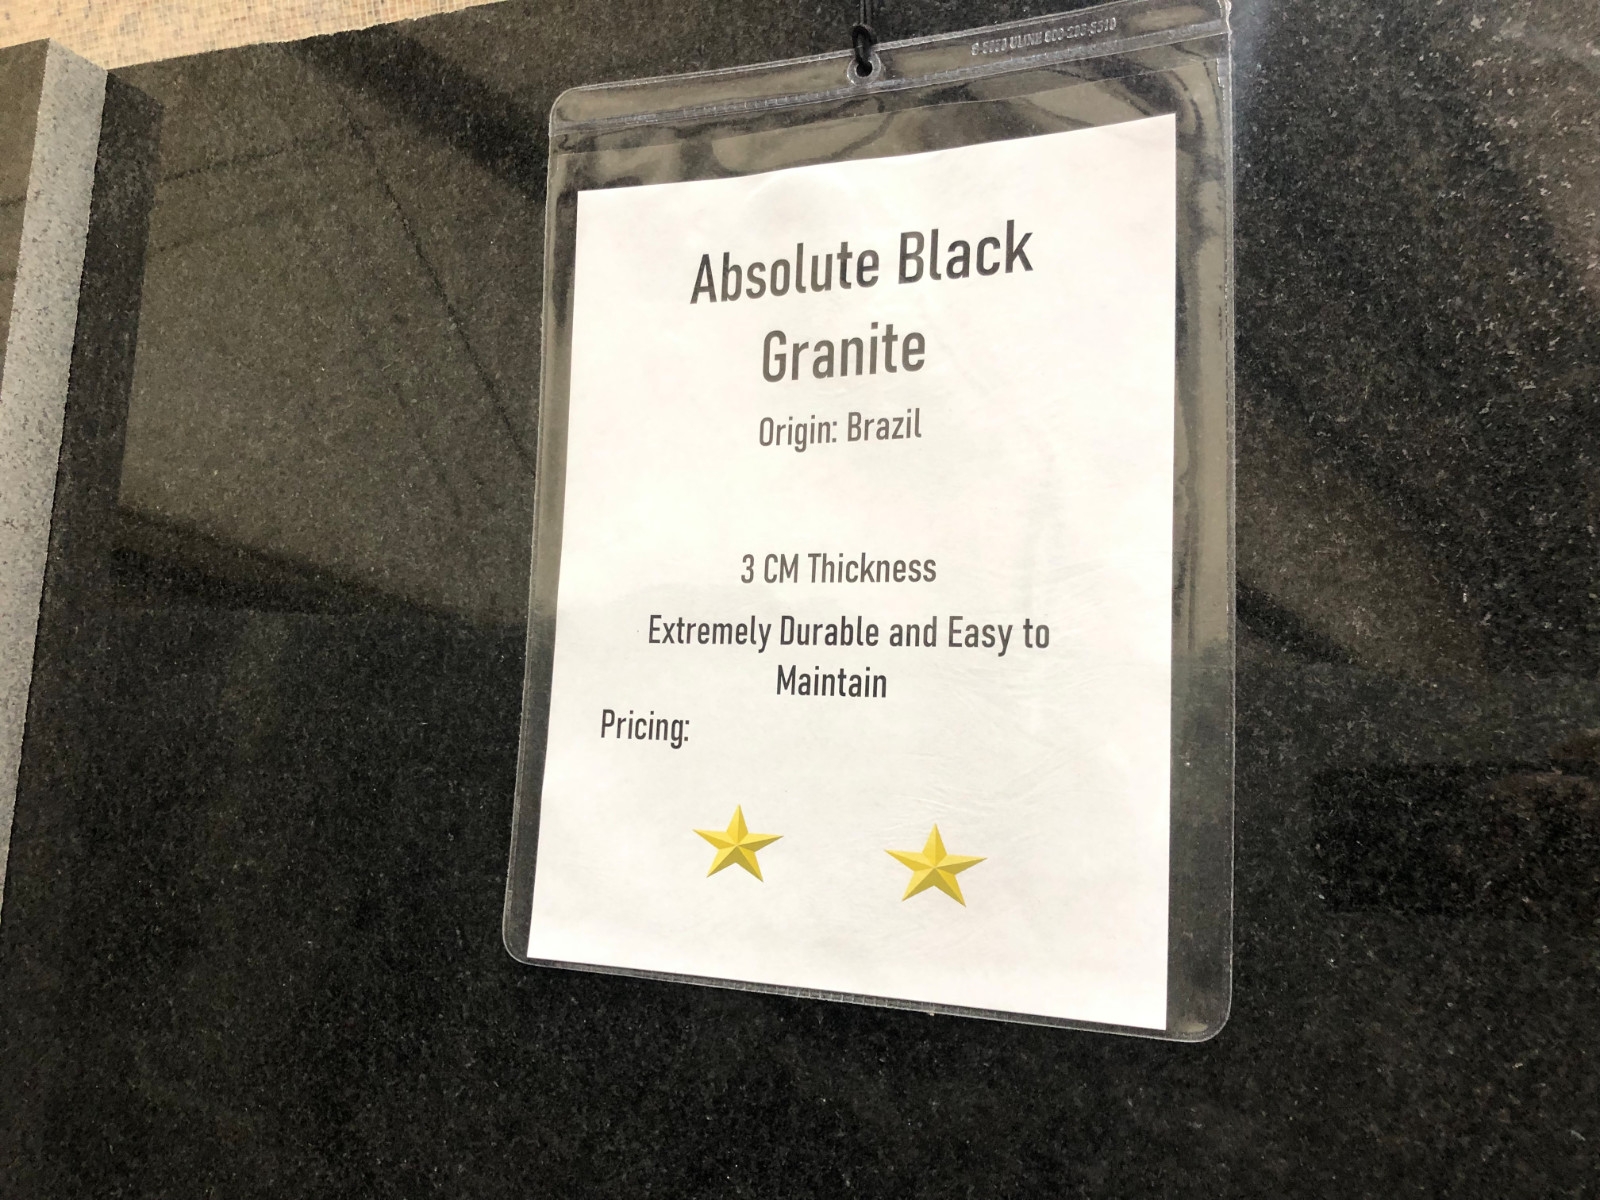 Absolute Black
Granite
Origin: Brazil
3 CM Thickness
Extremely Durable and Easy to
Maintain
Pricing: